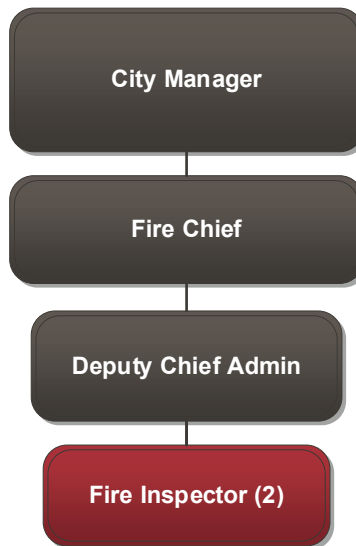 City Manager
Fire Chief
Deputy Chief Admin
Fire Inspector (2)